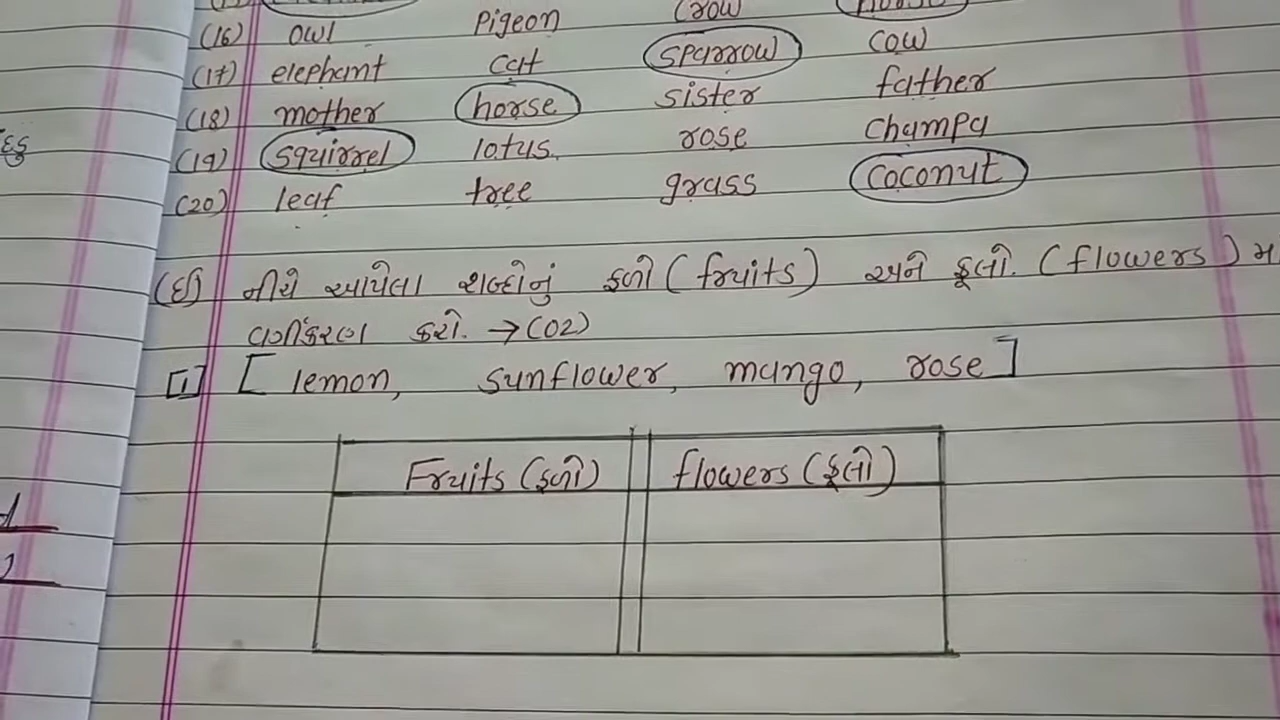 (16) owl pigeon crow
(17) elephant cat sparrow cow
(18) mother horse sister father
(19) squirrel lotus. rose champa
(20) leaf tree grass coconut
(ઈ) નીચે આપેલા શબ્દોનું ફળો (fruits) અને ફૂલો. (flowers) મ
વર્ગીકરણ કરો. → (02)
[1] [ lemon, sunflower, mango, rose ]
Fruits (ફળો) flowers (ફૂલો)